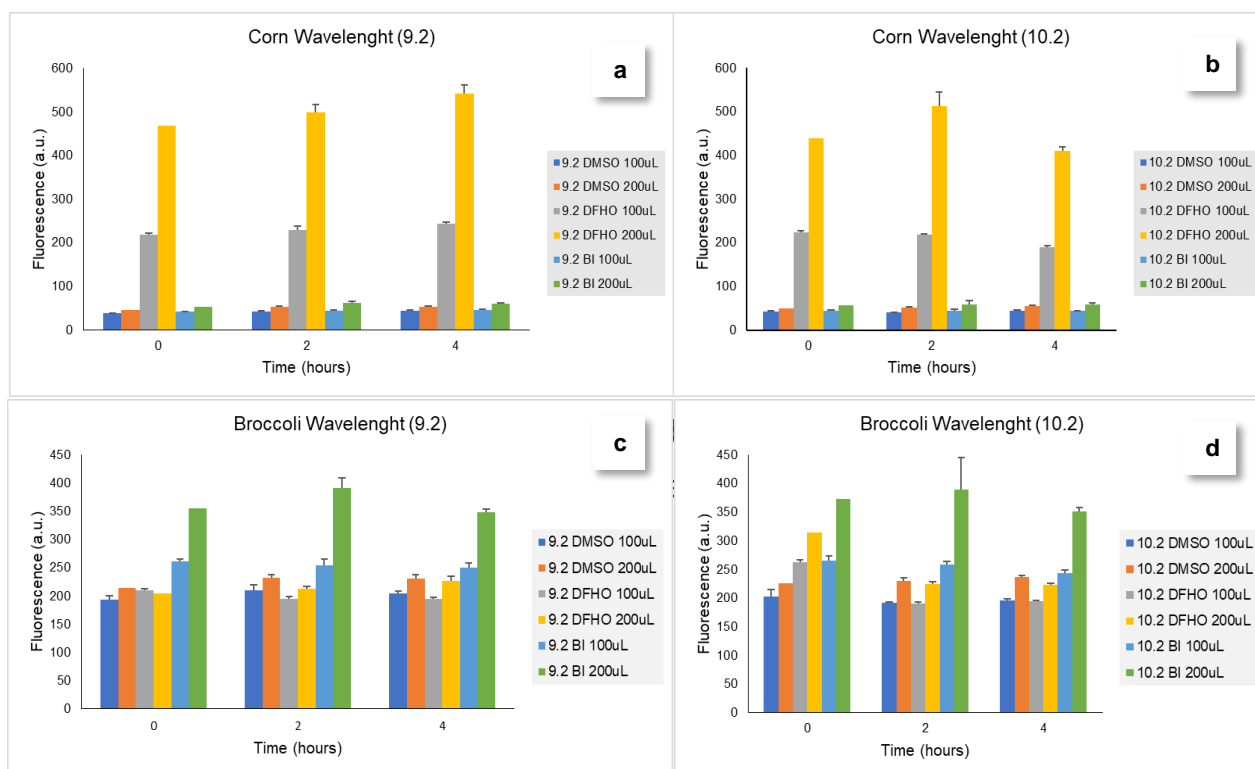 Corn Wavelenght (9.2)
a
600
500
400
300
200
100
0
Fluorescence (a.u.)
0 2 4
Time (hours)
9.2 DMSO 100uL
9.2 DMSO 200uL
9.2 DFHO 100uL
9.2 DFHO 200uL
9.2 BI 100uL
9.2 BI 200uL
Corn Wavelenght (10.2)
b
600
500
400
300
200
100
0
Fluorescence (a.u.)
0 2 4
Time (hours)
10.2 DMSO 100uL
10.2 DMSO 200uL
10.2 DFHO 100uL
10.2 DFHO 200uL
10.2 BI 100uL
10.2 BI 200uL
Broccoli Wavelenght (9.2)
c
450
400
350
300
250
200
150
100
50
0
Fluorescence (a.u.)
0 2 4
Time (hours)
9.2 DMSO 100uL
9.2 DMSO 200uL
9.2 DFHO 100uL
9.2 DFHO 200uL
9.2 BI 100uL
9.2 BI 200uL
Broccoli Wavelenght (10.2)
d
450
400
350
300
250
200
150
100
50
0
Fluorescence (a.u.)
0 2 4
Time (hours)
10.2 DMSO 100uL
10.2 DMSO 200uL
10.2 DFHO 100uL
10.2 DFHO 200uL
10.2 BI 100uL
10.2 BI 200uL